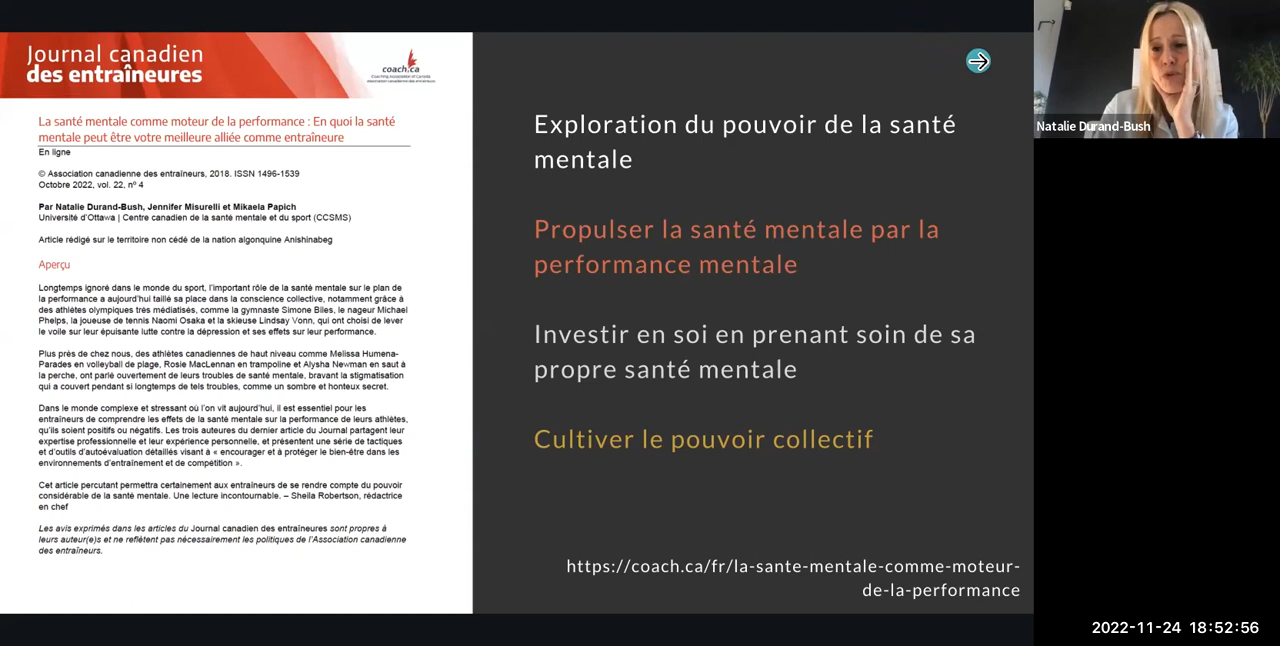 Journal canadien
des entraîneures
coach.ca
Coaching Association of Canada
Association canadienne des entraîneurs
La santé mentale comme moteur de la performance : En quoi la santé
mentale peut être votre meilleure alliée comme entraîneure
En ligne
© Association canadienne des entraîneurs, 2018. ISSN 1496-1539
Octobre 2022, vol. 22, nº 4
Par Natalie Durand-Bush, Jennifer Misurelli et Mikaela Papich
Université d'Ottawa | Centre canadien de la santé mentale et du sport (CCSMS)
Article rédigé sur le territoire non cédé de la nation algonquine Anishinabeg
Aperçu
Longtemps ignoré dans le monde du sport, l'important rôle de la santé mentale sur le plan de
la performance a aujourd'hui taillé sa place dans la conscience collective, notamment grâce à
des athlètes olympiques très médiatisés, comme la gymnaste Simone Biles, le nageur Michael
Phelps, la joueuse de tennis Naomi Osaka et la skieuse Lindsay Vonn, qui ont choisi de lever
le voile sur leur épuisante lutte contre la dépression et ses effets sur leur performance.
Plus près de chez nous, des athlètes canadiennes de haut niveau comme Melissa Humena-
Parades en volleyball de plage, Rosie MacLennan en trampoline et Alysha Newman en saut à
la perche, ont parlé ouvertement de leurs troubles de santé mentale, bravant la stigmatisation
qui a couvert pendant si longtemps de tels troubles, comme un sombre et honteux secret.
Dans le monde complexe et stressant où l'on vit aujourd'hui, il est essentiel pour les
entraîneurs de comprendre les effets de la santé mentale sur la performance de leurs athlètes,
qu'ils soient positifs ou négatifs. Les trois auteures du dernier article du Journal partagent leur
expertise professionnelle et leur expérience personnelle, et présentent une série de tactiques
et d'outils d'autoévaluation détaillés visant à « encourager et à protéger le bien-être dans les
environnements d'entraînement et de compétition ».
Cet article percutant permettra certainement aux entraîneurs de se rendre compte du pouvoir
considérable de la santé mentale. Une lecture incontournable. – Sheila Robertson, rédactrice
en chef
Les avis exprimés dans les articles du Journal canadien des entraîneures sont propres à
leurs auteur(e)s et ne reflètent pas nécessairement les politiques de l'Association canadienne
des entraîneurs.
Exploration du pouvoir de la santé
mentale
Propulser la santé mentale par la
performance mentale
Investir en soi en prenant soin de sa
propre santé mentale
Cultiver le pouvoir collectif
https://coach.ca/fr/la-sante-mentale-comme-moteur-
de-la-performance
Natalie Durand-Bush
2022-11-24 18:52:56